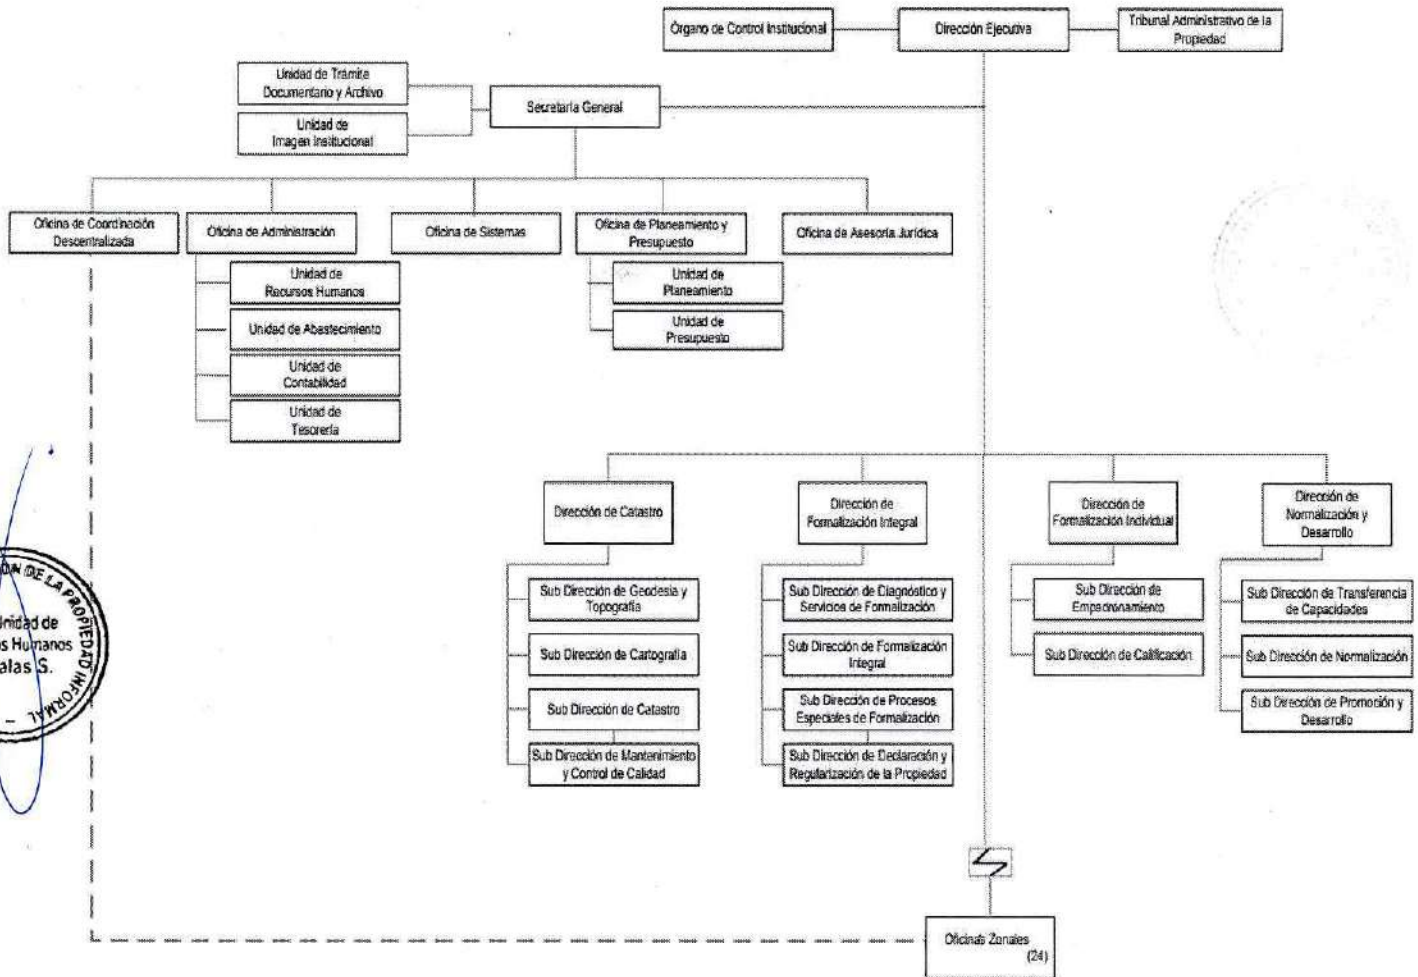 Órgano de Control Institucional
Dirección Ejecutiva
Tribunal Administrativo de la
Propiedad
Unidad de Trámite
Documentario y Archivo
Secretaría General
Unidad de
Imagen Institucional
Oficina de Coordinación
Descentralizada
Oficina de Administración
Oficina de Sistemas
Oficina de Planeamiento y
Presupuesto
Oficina de Asesoría Jurídica
Unidad de
Recursos Humanos
Unidad de Abastecimiento
Unidad de
Contabilidad
Unidad de
Tesorería
Unidad de
Planeamiento
Unidad de
Presupuesto
Dirección de Catastro
Dirección de
Formalización Integral
Dirección de
Formalización Individual
Dirección de
Normalización y
Desarrollo
Sub Dirección de Geodesia y
Topografía
Sub Dirección de Cartografía
Sub Dirección de Catastro
Sub Dirección de Mantenimiento
y Control de Calidad
Sub Dirección de Diagnóstico y
Servicios de Formalización
Sub Dirección de Formalización
Integral
Sub Dirección de Procesos
Especiales de Formalización
Sub Dirección de Declaración y
Regularización de la Propiedad
Sub Dirección de
Empadronamiento
Sub Dirección de Calificación
Sub Dirección de Transferencia
de Capacidades
Sub Dirección de Normalización
Sub Dirección de Promoción y
Desarrollo
DE LA PROPIEDAD INFORMAL
nidad de
s Humanos
alas S.
Oficinas Zonales
(24)